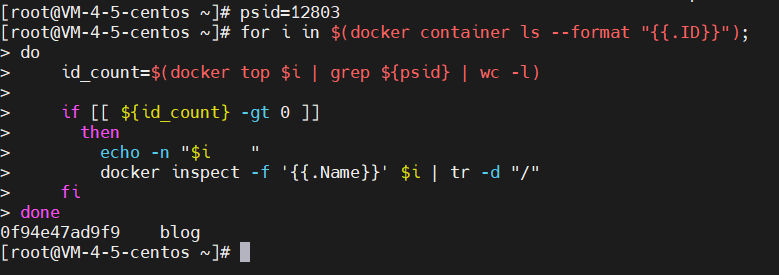 [root@VM-4-5-centos ~]# psid=12803
[root@VM-4-5-centos ~]# for i in $(docker container ls --format "{{.ID}}");
> do
>     id_count=$(docker top $i | grep ${psid} | wc -l)
>
>     if [[ ${id_count} -gt 0 ]]
>       then
>         echo -n "$i    "
>         docker inspect -f '{{.Name}}' $i | tr -d "/"
>     fi
> done
0f94e47ad9f9    blog
[root@VM-4-5-centos ~]#